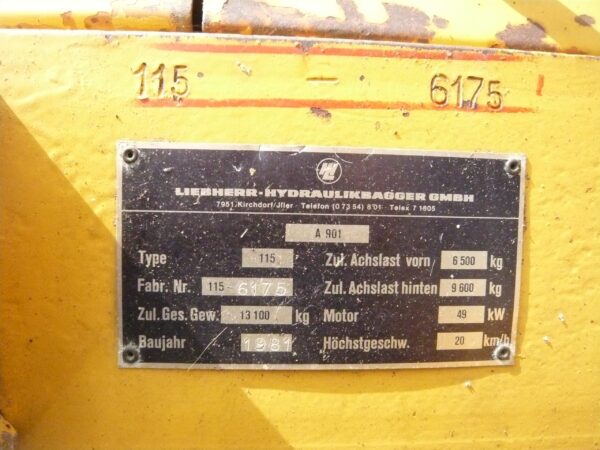 115 - 6175
LIEBHERR-HYDRAULIKBAGGER GMBH
7951 Kirchdorf/Jller Telefon (0 73 54) 8 01 Telex 7 1805
A 901
Type 115 Zul. Achslast vorn 6 500 kg
Fabr. Nr. 115 - 6175 Zul. Achslast hinten 9 600 kg
Zul. Ges. Gew. 13 100 kg Motor 49 kW
Baujahr 1981 Höchstgeschw. 20 km/h